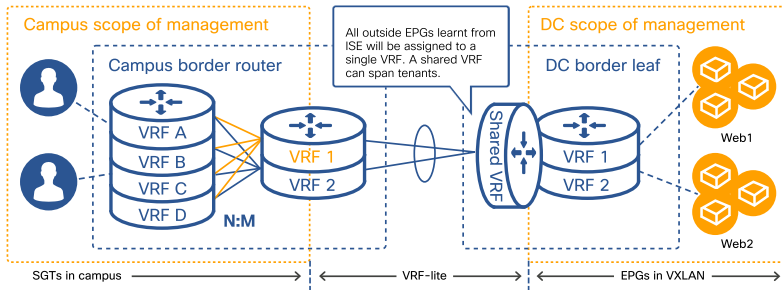 Campus scope of management
DC scope of management
All outside EPGs learnt from
ISE will be assigned to a
single VRF. A shared VRF
can span tenants.
Campus border router
DC border leaf
VRF A
VRF B
VRF C
VRF D
N:M
VRF 1
VRF 2
Shared VRF
VRF 1
VRF 2
Web1
Web2
SGTs in campus
VRF-lite
EPGs in VXLAN